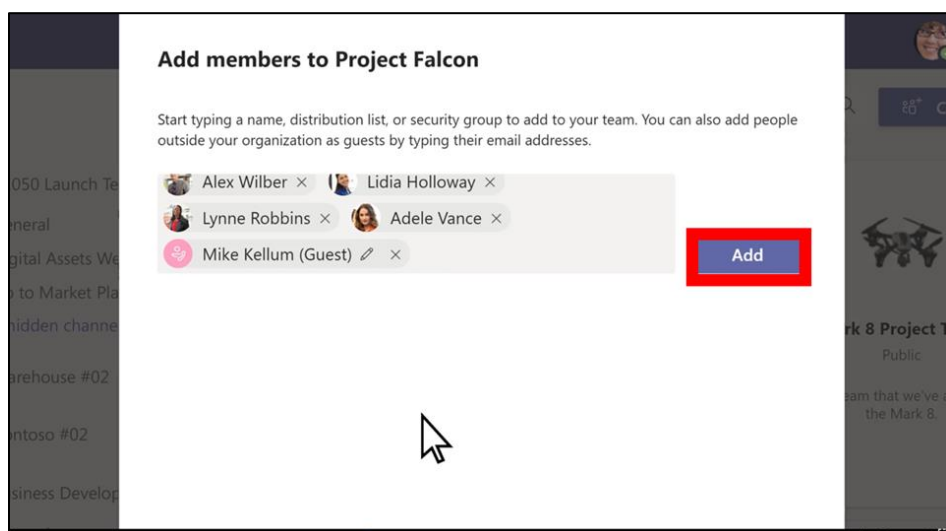 Add members to Project Falcon
Start typing a name, distribution list, or security group to add to your team. You can also add people
outside your organization as guests by typing their email addresses.
Alex Wilber × Lidia Holloway ×
Lynne Robbins × Adele Vance ×
Mike Kellum (Guest) ×
Add
050 Launch Te
neral
gital Assets We
to Market Pla
hidden channe
arehouse #02
ntoso #02
siness Develop
rk 8 Project T
Public
eam that we've a
the Mark 8.